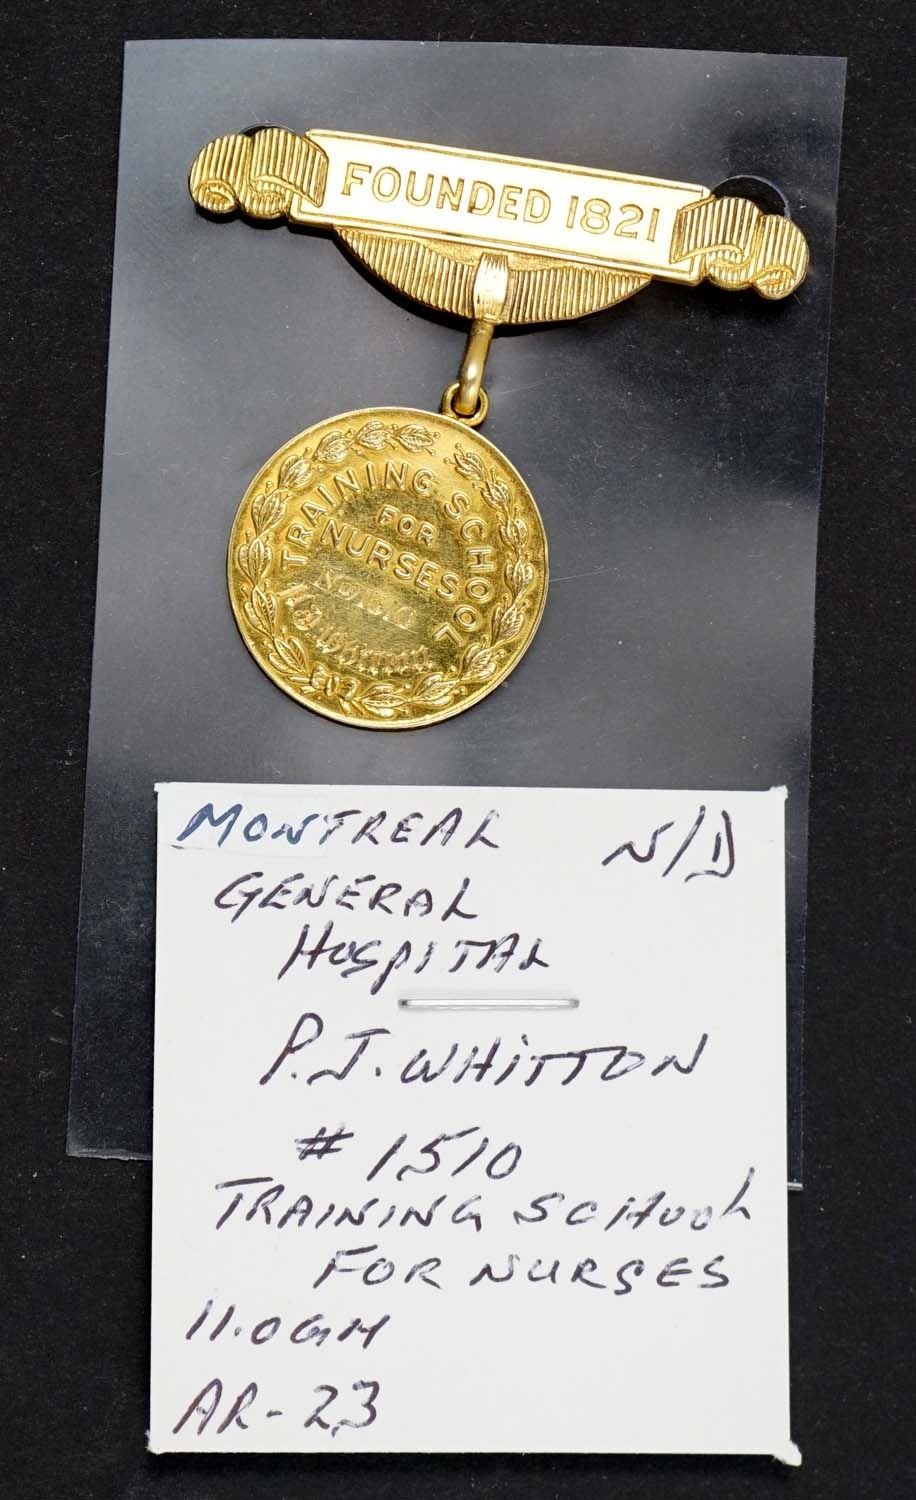 FOUNDED 1821
TRAINING SCHOOL
FOR
NURSES
MONTREAL N/D
GENERAL
HOSPITAL
P.J. WHITTON
# 1510
TRAINING SCHOOL
FOR NURSES
11.0GM
AR-23